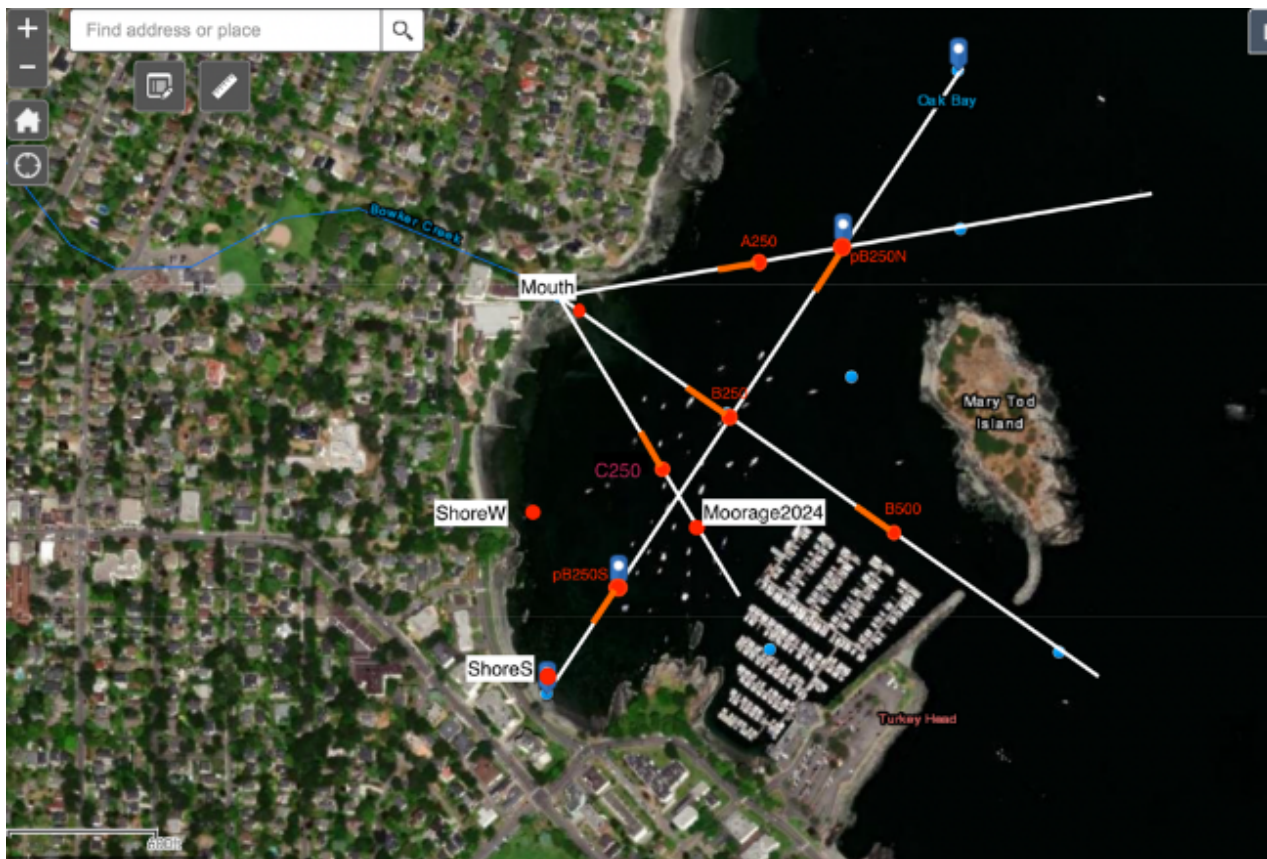 Find address or place
Oak Bay
Bowker Creek
A250
pB250N
Mouth
B250
Mary Tod
Island
C250
ShoreW
Moorage2024
B500
pB250S
ShoreS
Turkey Head